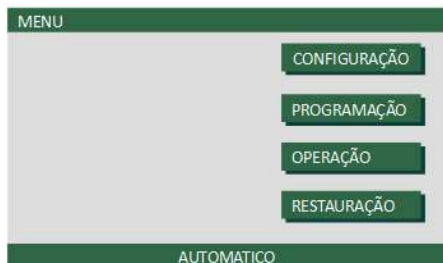 MENU
CONFIGURAÇÃO
PROGRAMAÇÃO
OPERAÇÃO
RESTAURAÇÃO
AUTOMATICO